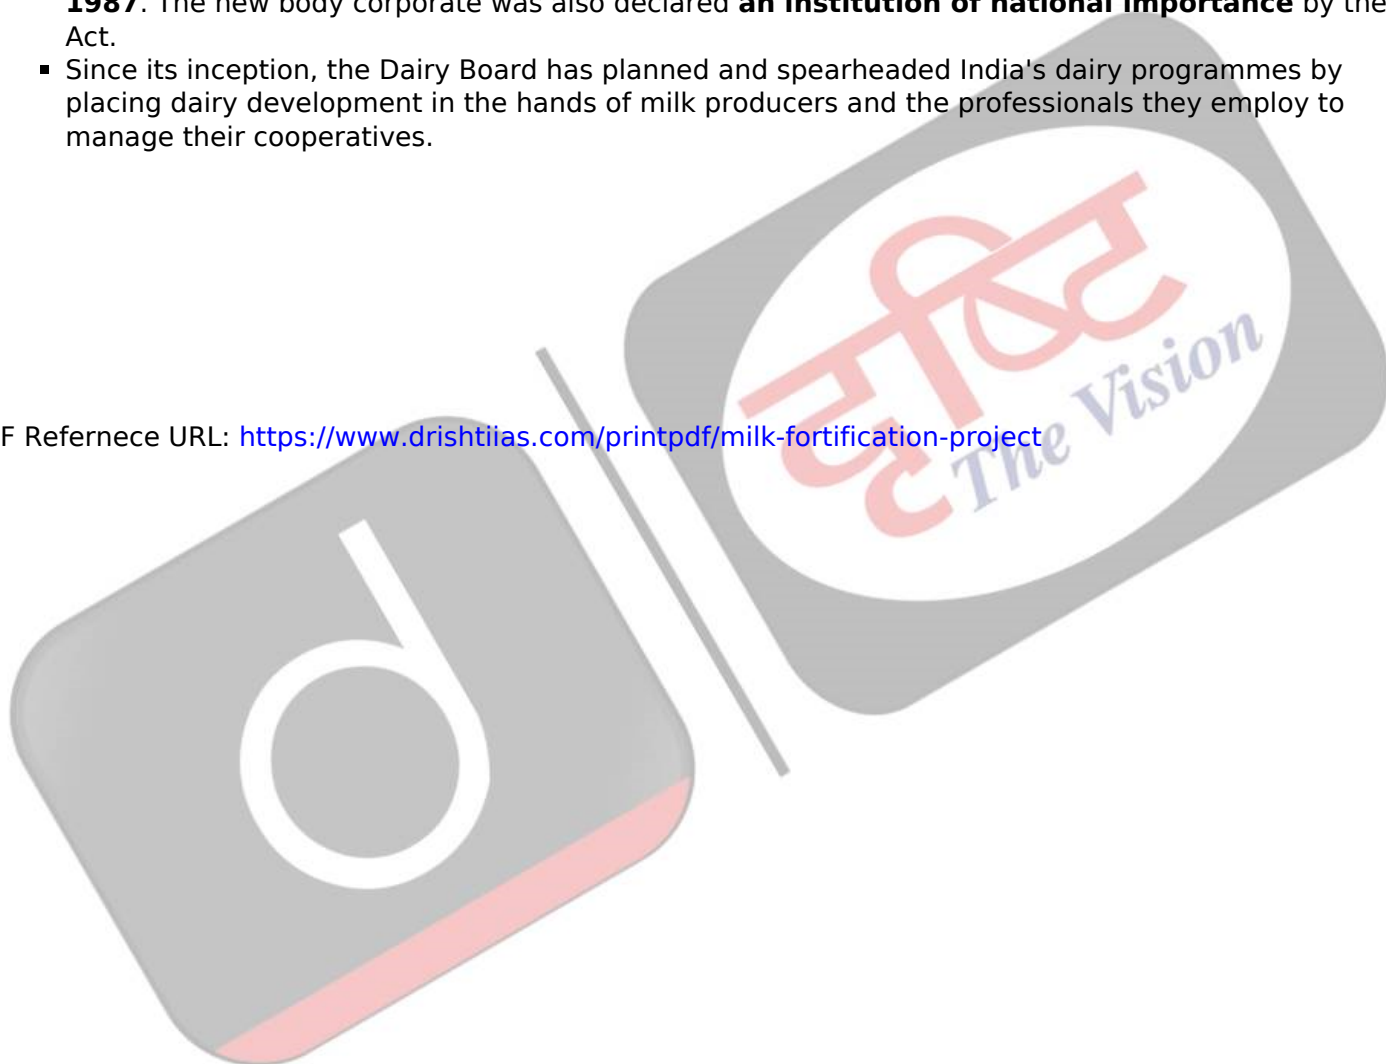 1987. The new body corporate was also declared an institution of national importance by the
Act.
▪ Since its inception, the Dairy Board has planned and spearheaded India's dairy programmes by
placing dairy development in the hands of milk producers and the professionals they employ to
manage their cooperatives.
दृष्टि
The Vision
F Refernece URL: https://www.drishtiias.com/printpdf/milk-fortification-project
d